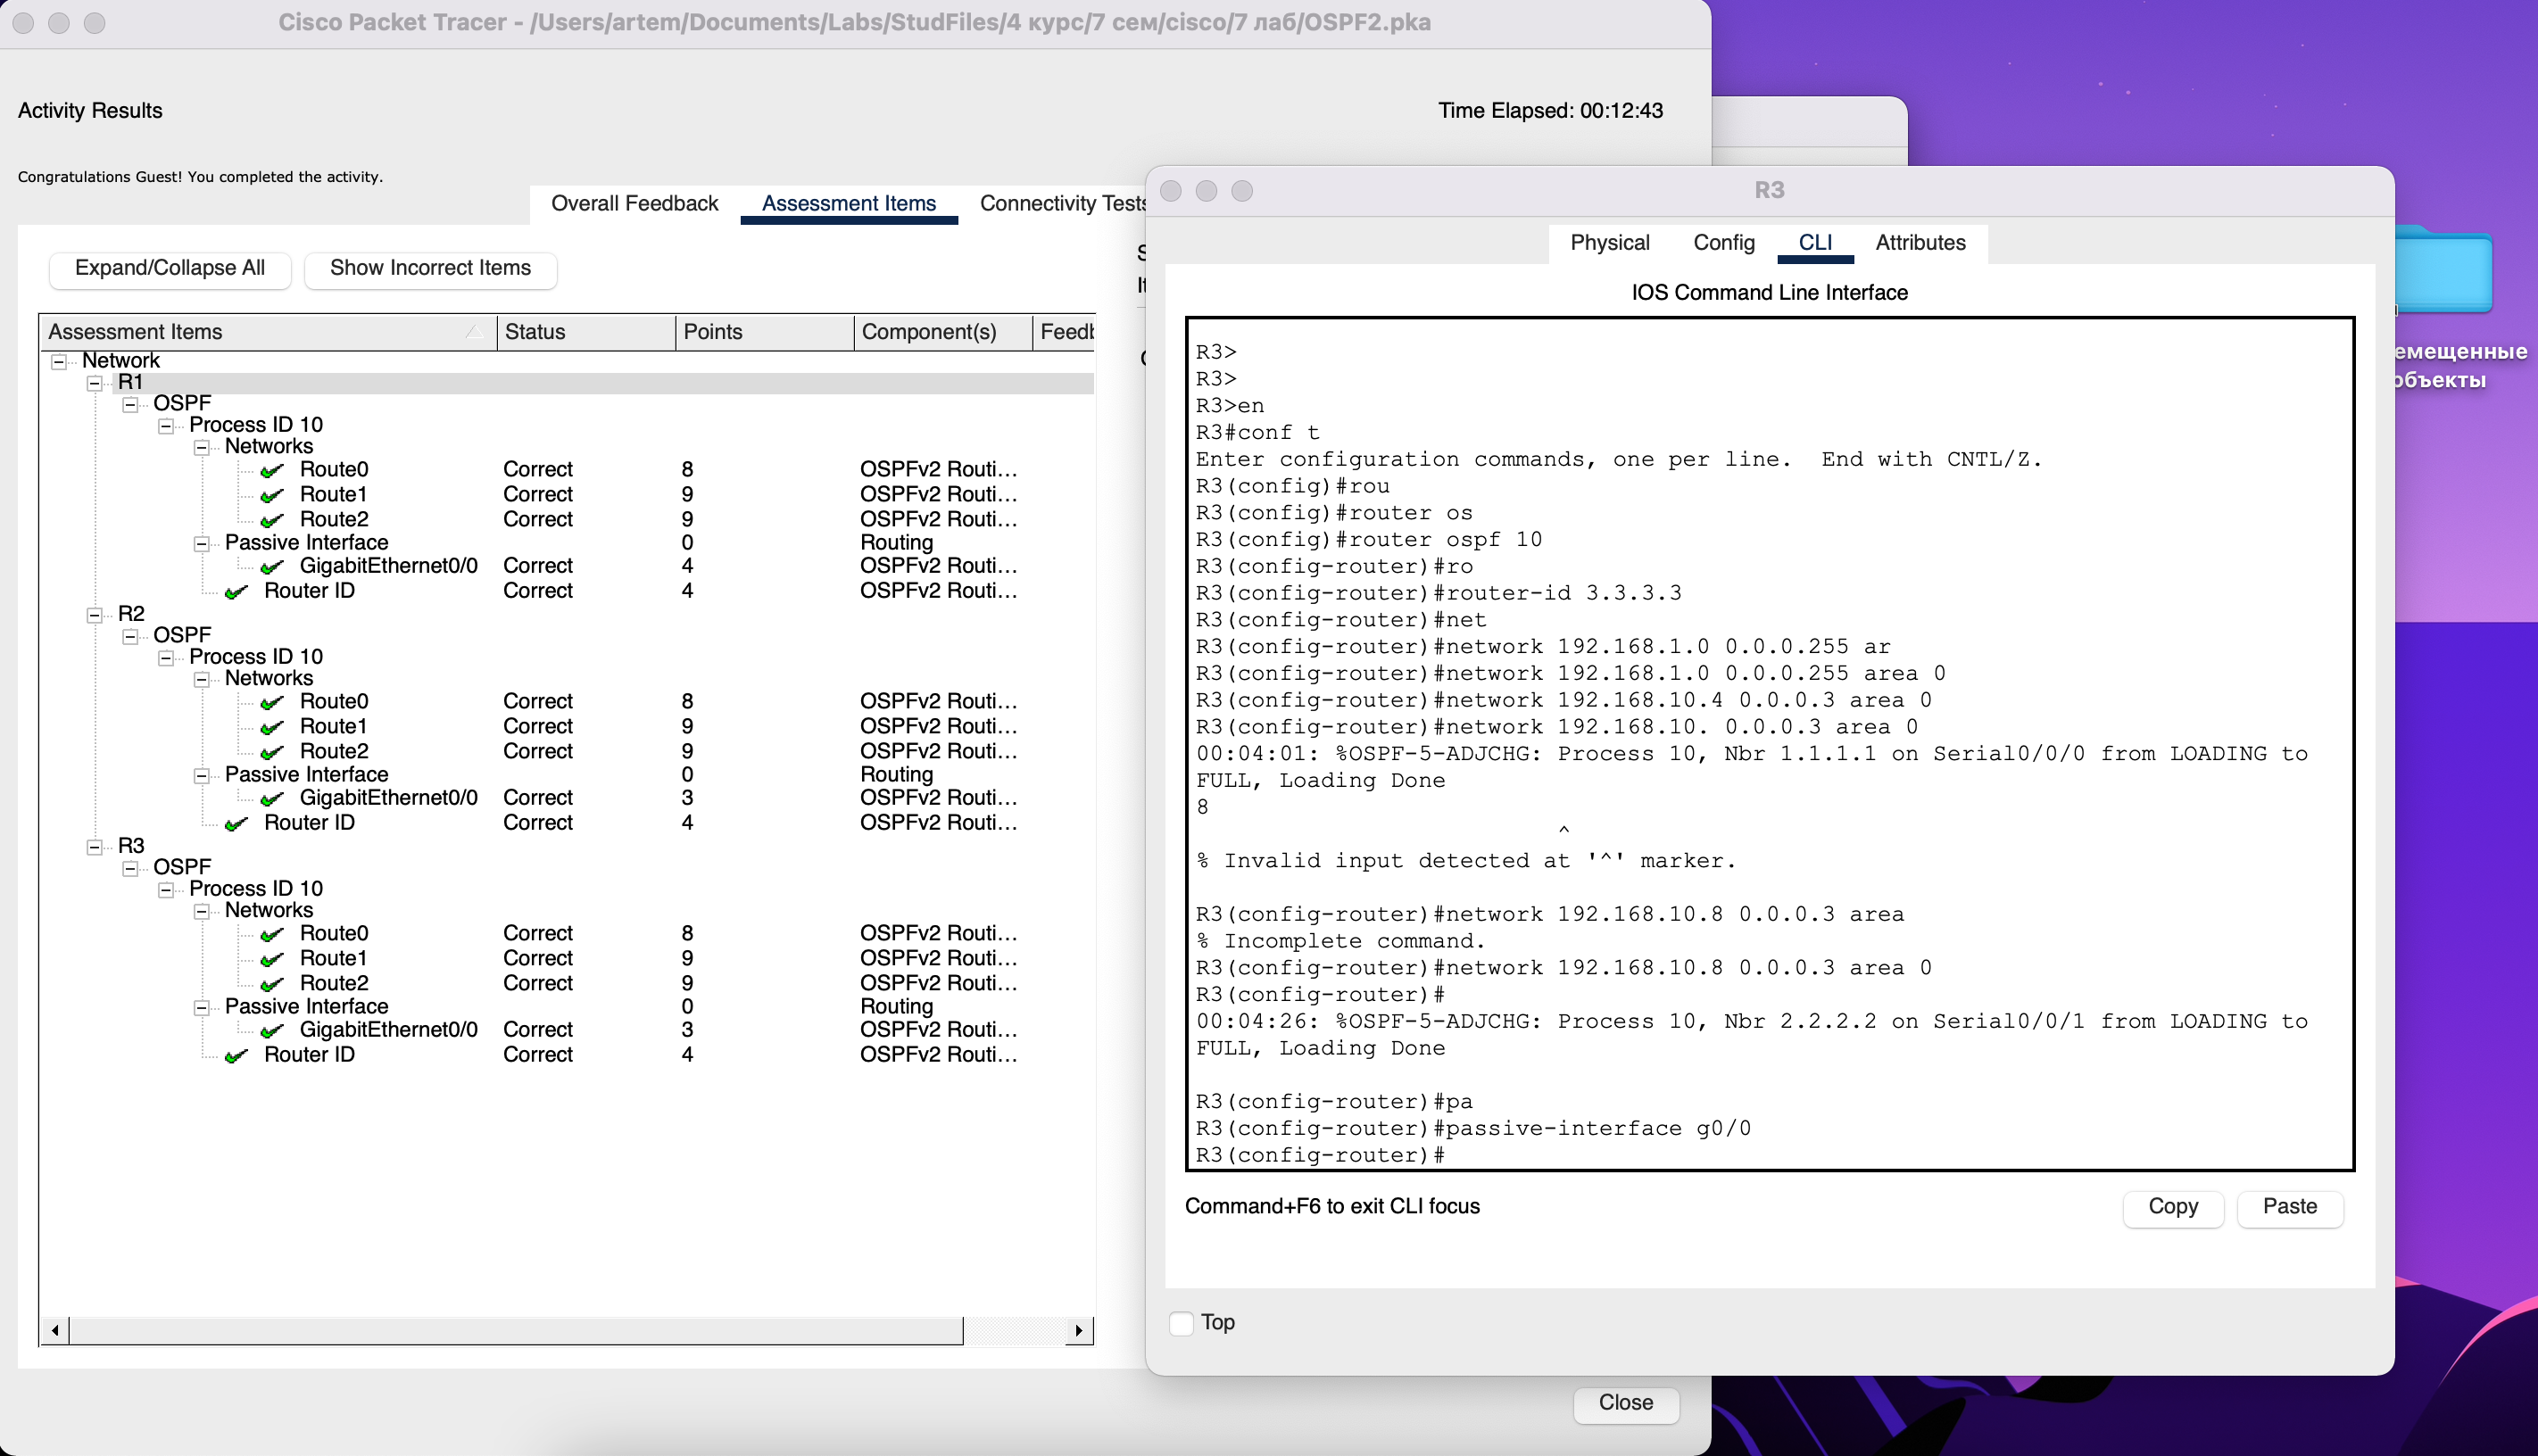 Cisco Packet Tracer - /Users/artem/Documents/Labs/StudFiles/4 курс/7 сем/cisco/7 лаб/OSPF2.pka
Activity Results
Time Elapsed: 00:12:43
Congratulations Guest! You completed the activity.
Overall Feedback Assessment Items Connectivity Tests
Expand/Collapse All Show Incorrect Items
Assessment Items Status Points Component(s) Feedb
Network
R1
OSPF
Process ID 10
Networks
Route0 Correct 8 OSPFv2 Routi...
Route1 Correct 9 OSPFv2 Routi...
Route2 Correct 9 OSPFv2 Routi...
Passive Interface 0 Routing
GigabitEthernet0/0 Correct 4 OSPFv2 Routi...
Router ID Correct 4 OSPFv2 Routi...
R2
OSPF
Process ID 10
Networks
Route0 Correct 8 OSPFv2 Routi...
Route1 Correct 9 OSPFv2 Routi...
Route2 Correct 9 OSPFv2 Routi...
Passive Interface 0 Routing
GigabitEthernet0/0 Correct 3 OSPFv2 Routi...
Router ID Correct 4 OSPFv2 Routi...
R3
OSPF
Process ID 10
Networks
Route0 Correct 8 OSPFv2 Routi...
Route1 Correct 9 OSPFv2 Routi...
Route2 Correct 9 OSPFv2 Routi...
Passive Interface 0 Routing
GigabitEthernet0/0 Correct 3 OSPFv2 Routi...
Router ID Correct 4 OSPFv2 Routi...
Close
R3
Physical Config CLI Attributes
IOS Command Line Interface
R3>
R3>
R3>en
R3#conf t
Enter configuration commands, one per line.  End with CNTL/Z.
R3(config)#rou
R3(config)#router os
R3(config)#router ospf 10
R3(config-router)#ro
R3(config-router)#router-id 3.3.3.3
R3(config-router)#net
R3(config-router)#network 192.168.1.0 0.0.0.255 ar
R3(config-router)#network 192.168.1.0 0.0.0.255 area 0
R3(config-router)#network 192.168.10.4 0.0.0.3 area 0
R3(config-router)#network 192.168.10. 0.0.0.3 area 0
00:04:01: %OSPF-5-ADJCHG: Process 10, Nbr 1.1.1.1 on Serial0/0/0 from LOADING to
FULL, Loading Done
8
^
% Invalid input detected at '^' marker.
R3(config-router)#network 192.168.10.8 0.0.0.3 area
% Incomplete command.
R3(config-router)#network 192.168.10.8 0.0.0.3 area 0
R3(config-router)#
00:04:26: %OSPF-5-ADJCHG: Process 10, Nbr 2.2.2.2 on Serial0/0/1 from LOADING to
FULL, Loading Done
R3(config-router)#pa
R3(config-router)#passive-interface g0/0
R3(config-router)#
Command+F6 to exit CLI focus
Copy Paste
Top
емещенные
объекты